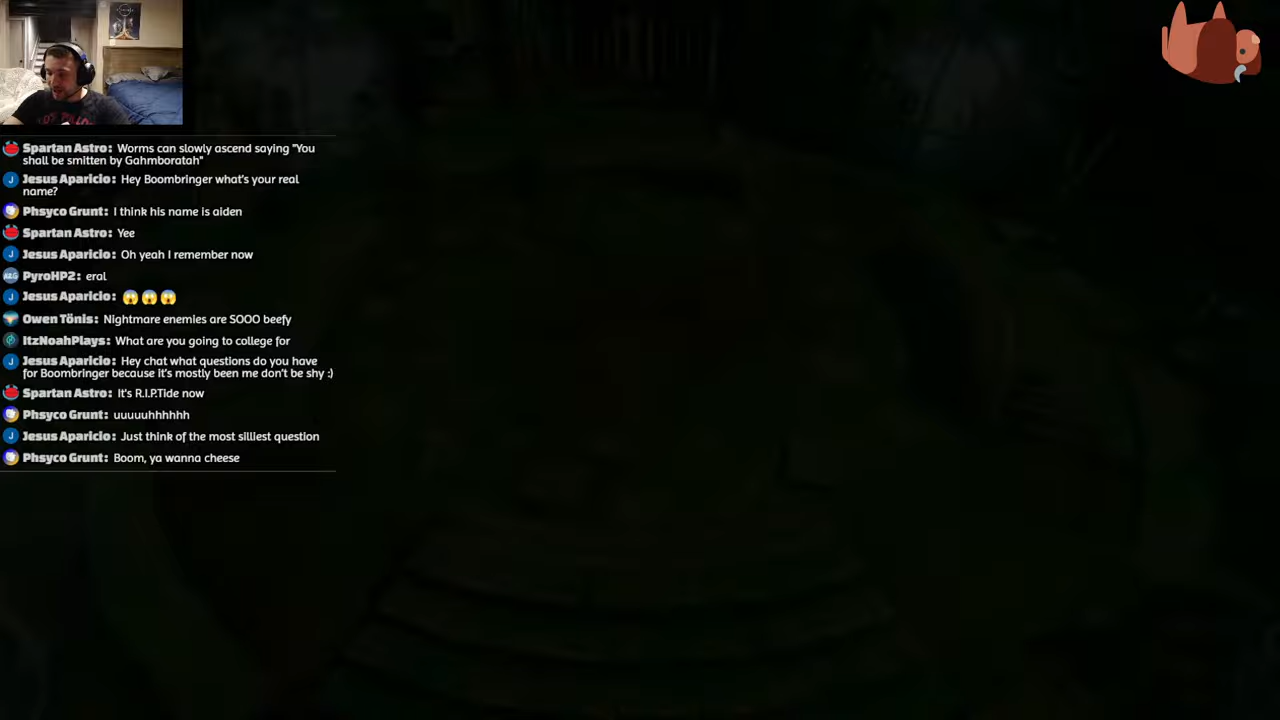 Spartan Astro: Worms can slowly ascend saying "You
shall be smitten by Gahmboratah"
Jesus Aparicio: Hey Boombringer what's your real
name?
Phsyco Grunt: I think his name is aiden
Spartan Astro: Yee
Jesus Aparicio: Oh yeah I remember now
PyroHP2: eral
Jesus Aparicio: 😱😱😱
Owen Tönis: Nightmare enemies are SOOO beefy
ItzNoahPlays: What are you going to college for
Jesus Aparicio: Hey chat what questions do you have
for Boombringer because it's mostly been me don't be shy :)
Spartan Astro: It's R.I.P.Tide now
Phsyco Grunt: uuuuuhhhhhh
Jesus Aparicio: Just think of the most silliest question
Phsyco Grunt: Boom, ya wanna cheese